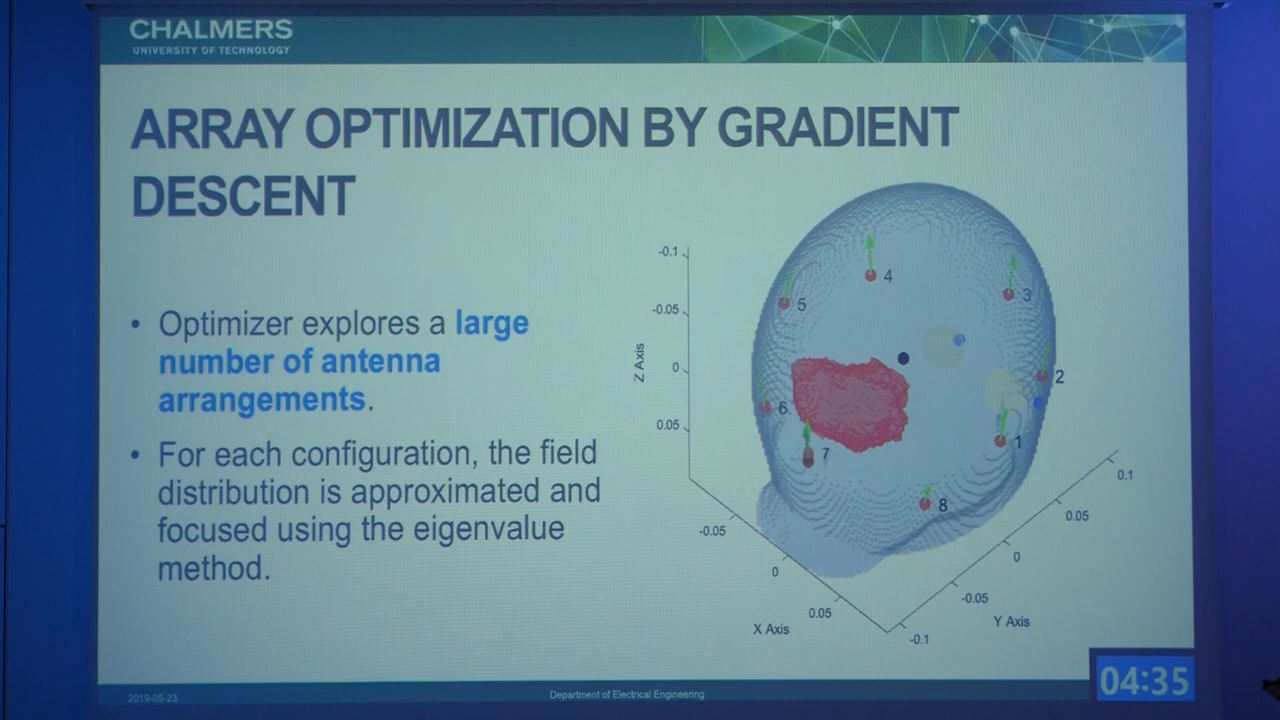 CHALMERS
UNIVERSITY OF TECHNOLOGY
ARRAY OPTIMIZATION BY GRADIENT
DESCENT
• Optimizer explores a large
number of antenna
arrangements.
• For each configuration, the field
distribution is approximated and
focused using the eigenvalue
method.
-0.1
-0.05
0
0.05
Z Axis
4
5
3
2
6
1
7
8
-0.05
0
0.05
X Axis
0.1
0.05
0
-0.05
-0.1
Y Axis
2019-05-23
Department of Electrical Engineering
04:35